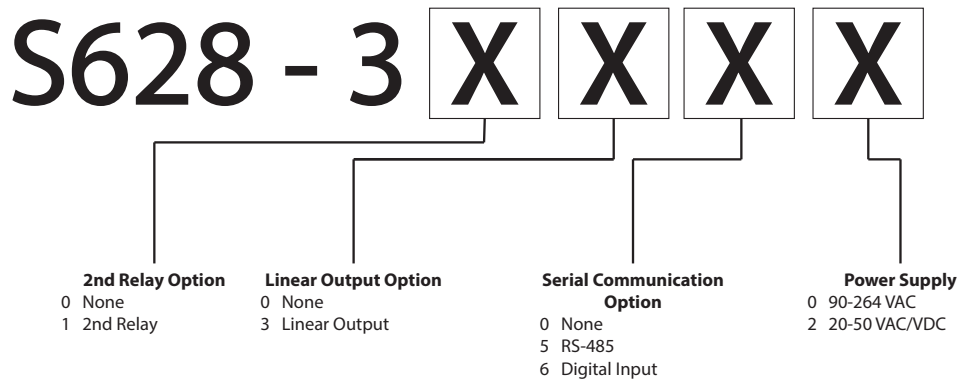 S628 - 3 X X X X
2nd Relay Option
0 None
1 2nd Relay
Linear Output Option
0 None
3 Linear Output
Serial Communication
Option
0 None
5 RS-485
6 Digital Input
Power Supply
0 90-264 VAC
2 20-50 VAC/VDC